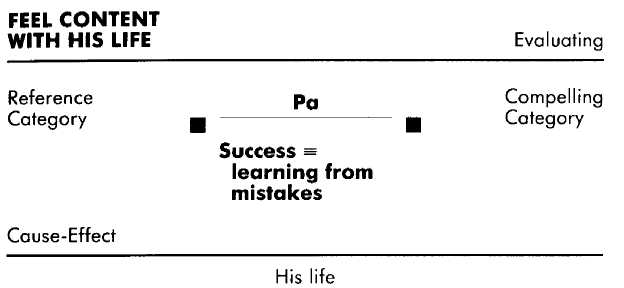 FEEL CONTENT
WITH HIS LIFE
Evaluating
Reference
Category
Pa
Compelling
Category
Success ≡
learning from
mistakes
Cause-Effect
His life